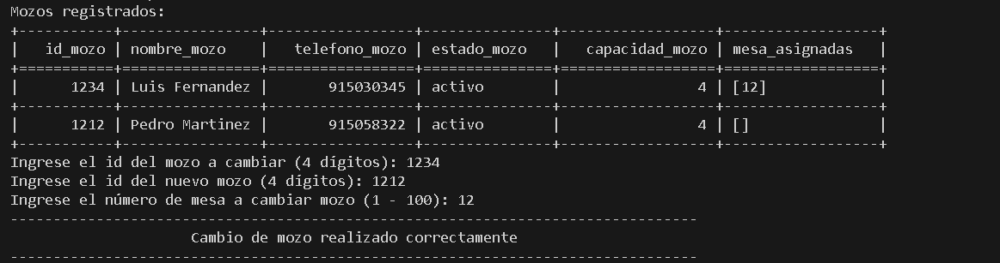 Mozos registrados:
+-----------+----------------+-----------------+---------------+------------------+------------------+
|   id_mozo | nombre_mozo    |   telefono_mozo | estado_mozo   |   capacidad_mozo | mesa_asignadas   |
+===========+================+=================+===============+==================+==================+
|      1234 | Luis Fernandez |       915030345 | activo        |                4 | [12]             |
+-----------+----------------+-----------------+---------------+------------------+------------------+
|      1212 | Pedro Martinez |       915058322 | activo        |                4 | []               |
+-----------+----------------+-----------------+---------------+------------------+------------------+
Ingrese el id del mozo a cambiar (4 dígitos): 1234
Ingrese el id del nuevo mozo (4 dígitos): 1212
Ingrese el número de mesa a cambiar mozo (1 - 100): 12
--------------------------------------------------------------------------------
                     Cambio de mozo realizado correctamente
--------------------------------------------------------------------------------